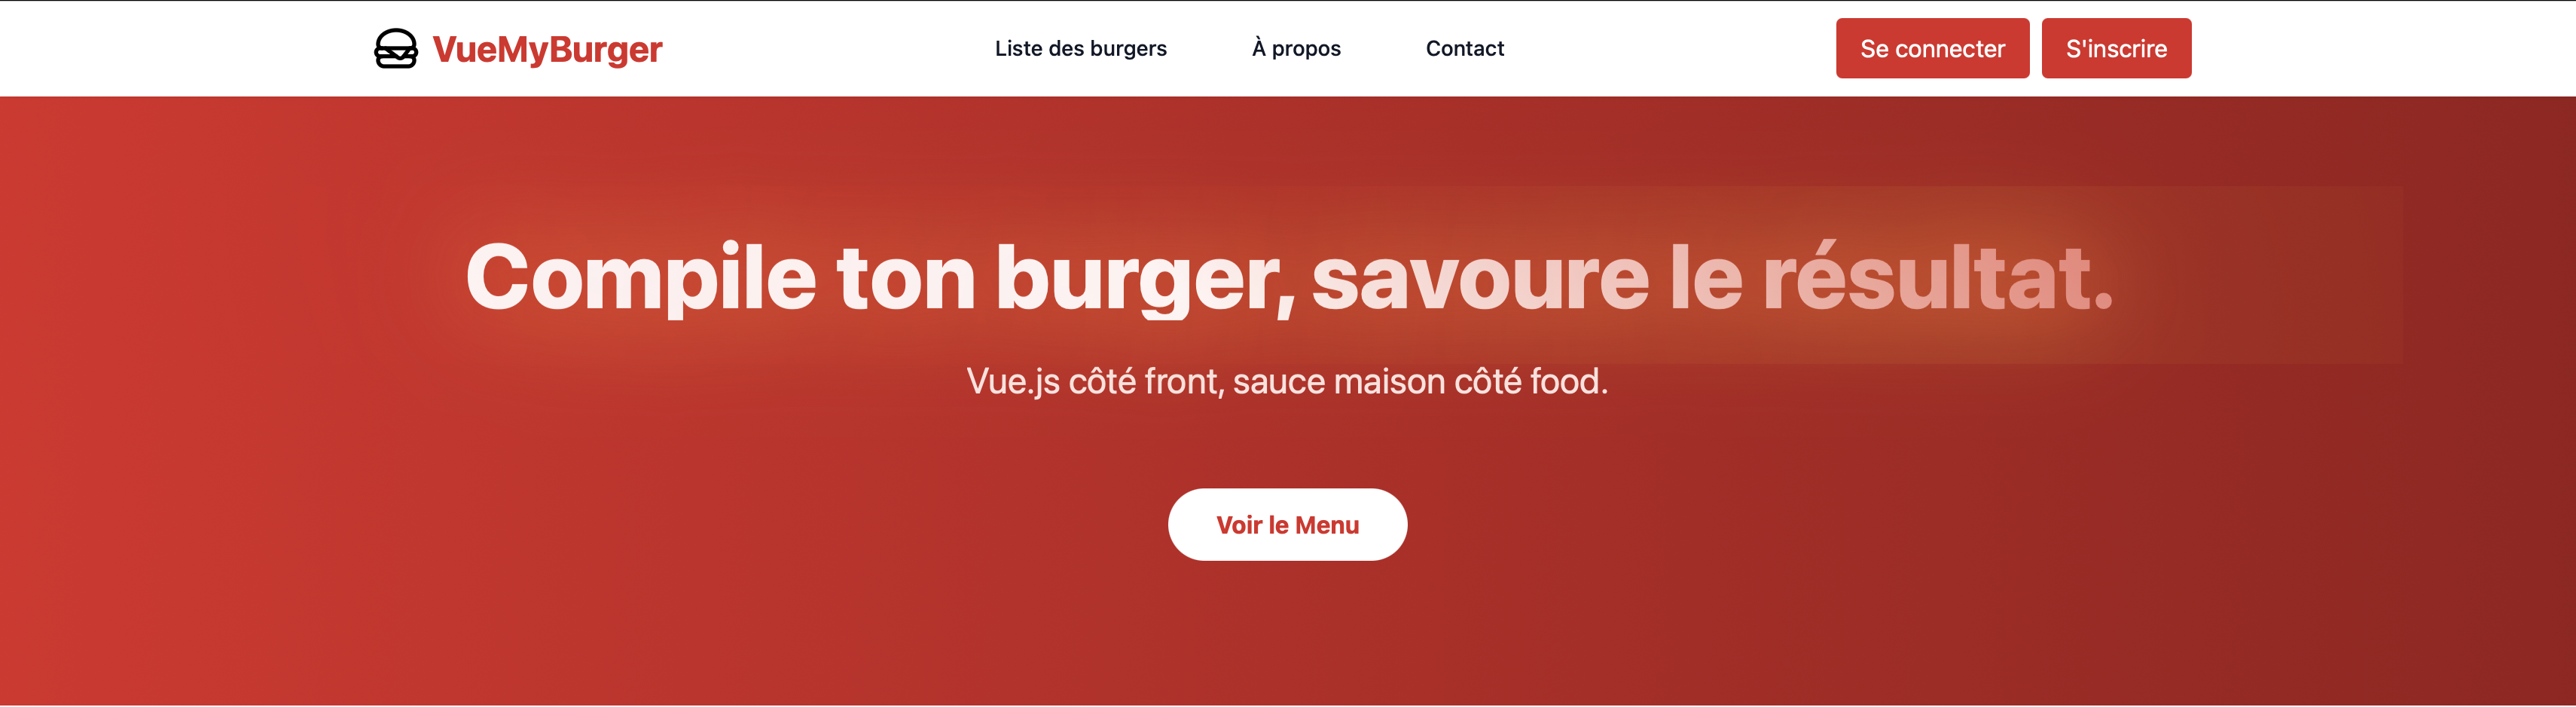 VueMyBurger
Liste des burgers
À propos
Contact
Se connecter
S'inscrire
Compile ton burger, savoure le résultat.
Vue.js côté front, sauce maison côté food.
Voir le Menu